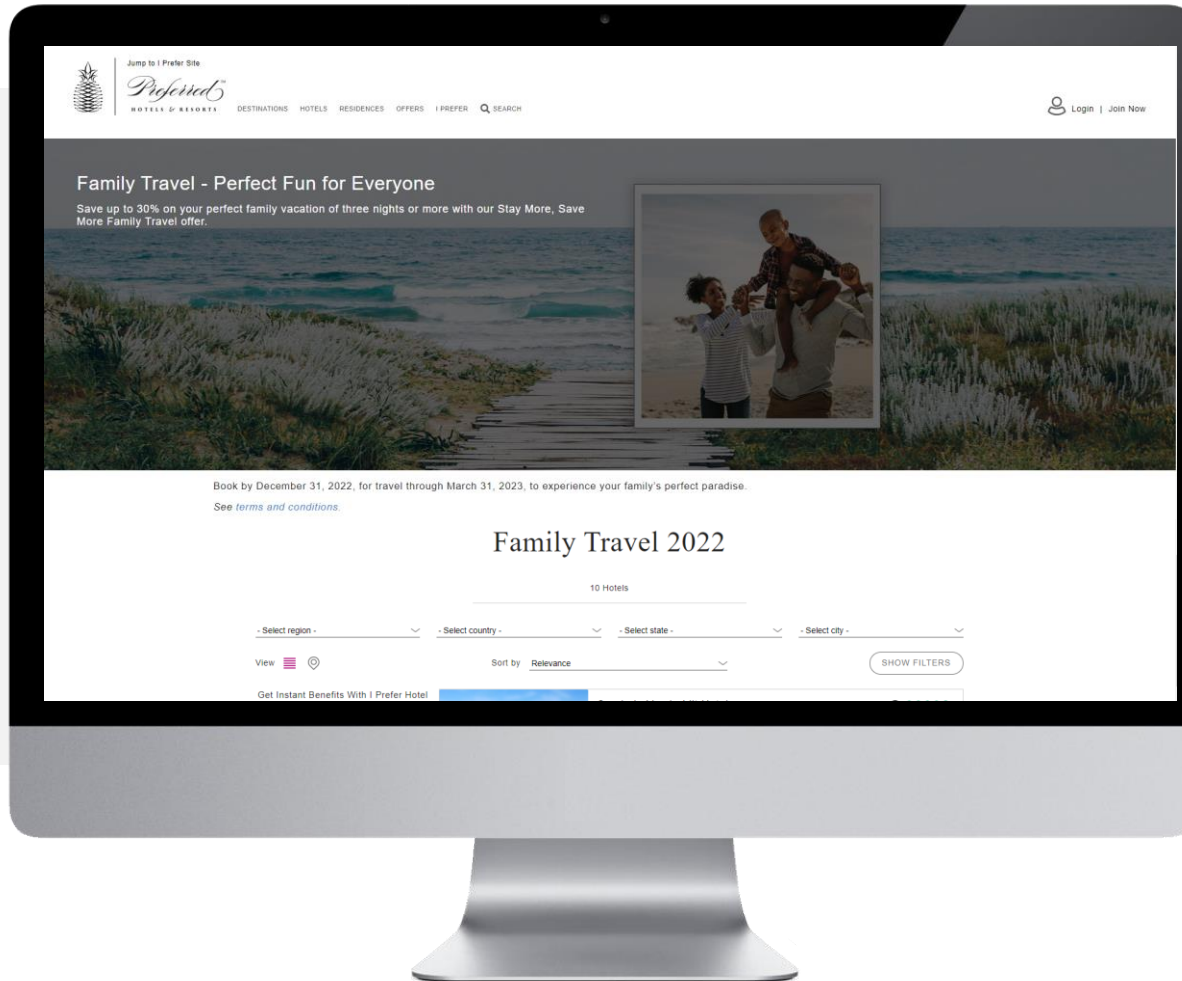 Jump to I Prefer Site
Preferred™
HOTELS & RESORTS
DESTINATIONS HOTELS RESIDENCES OFFERS I PREFER SEARCH
Login | Join Now
Family Travel - Perfect Fun for Everyone
Save up to 30% on your perfect family vacation of three nights or more with our Stay More, Save
More Family Travel offer.
Book by December 31, 2022, for travel through March 31, 2023, to experience your family's perfect paradise.
See terms and conditions.
Family Travel 2022
10 Hotels
- Select region - - Select country - - Select state - - Select city -
View Sort by Relevance SHOW FILTERS
Get Instant Benefits With I Prefer Hotel